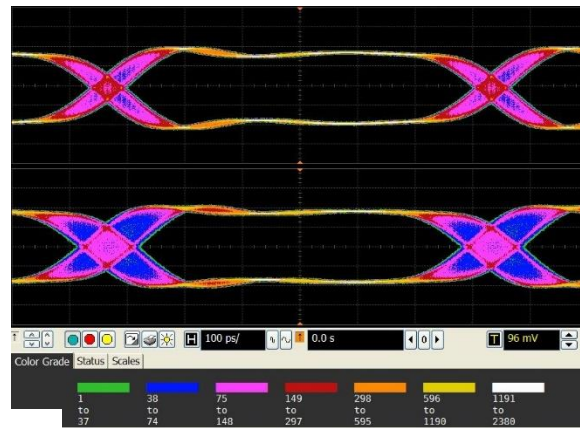 H 100 ps/ 0.0 s 0 T 96 mV
Color Grade Status Scales
1 38 75 149 298 596 1191
to to to to to to to
37 74 148 297 595 1190 2380